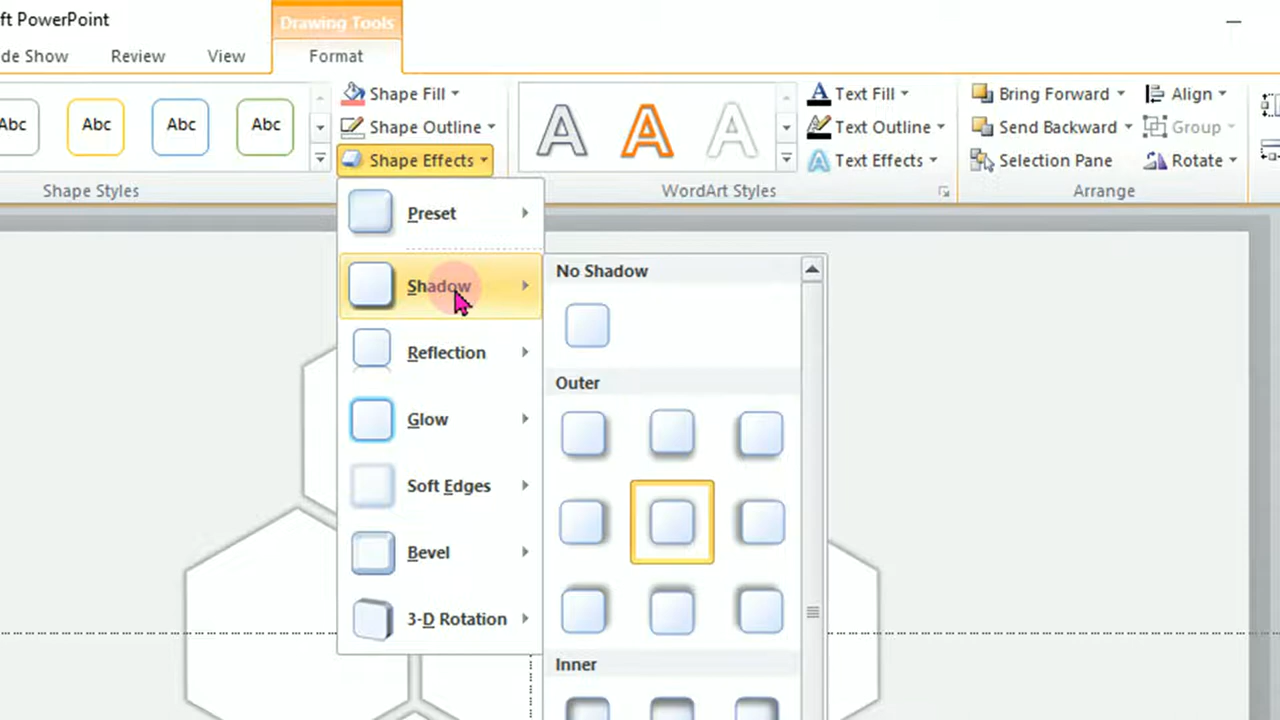 ft PowerPoint
Drawing Tools
de Show Review View Format
Abc Abc Abc Abc
Shape Fill
Shape Outline
Shape Effects
Shape Styles
A A A
Text Fill
Text Outline
Text Effects
WordArt Styles
Bring Forward
Send Backward
Selection Pane
Align
Group
Rotate
Arrange
Preset
Shadow
Reflection
Glow
Soft Edges
Bevel
3-D Rotation
No Shadow
Outer
Inner